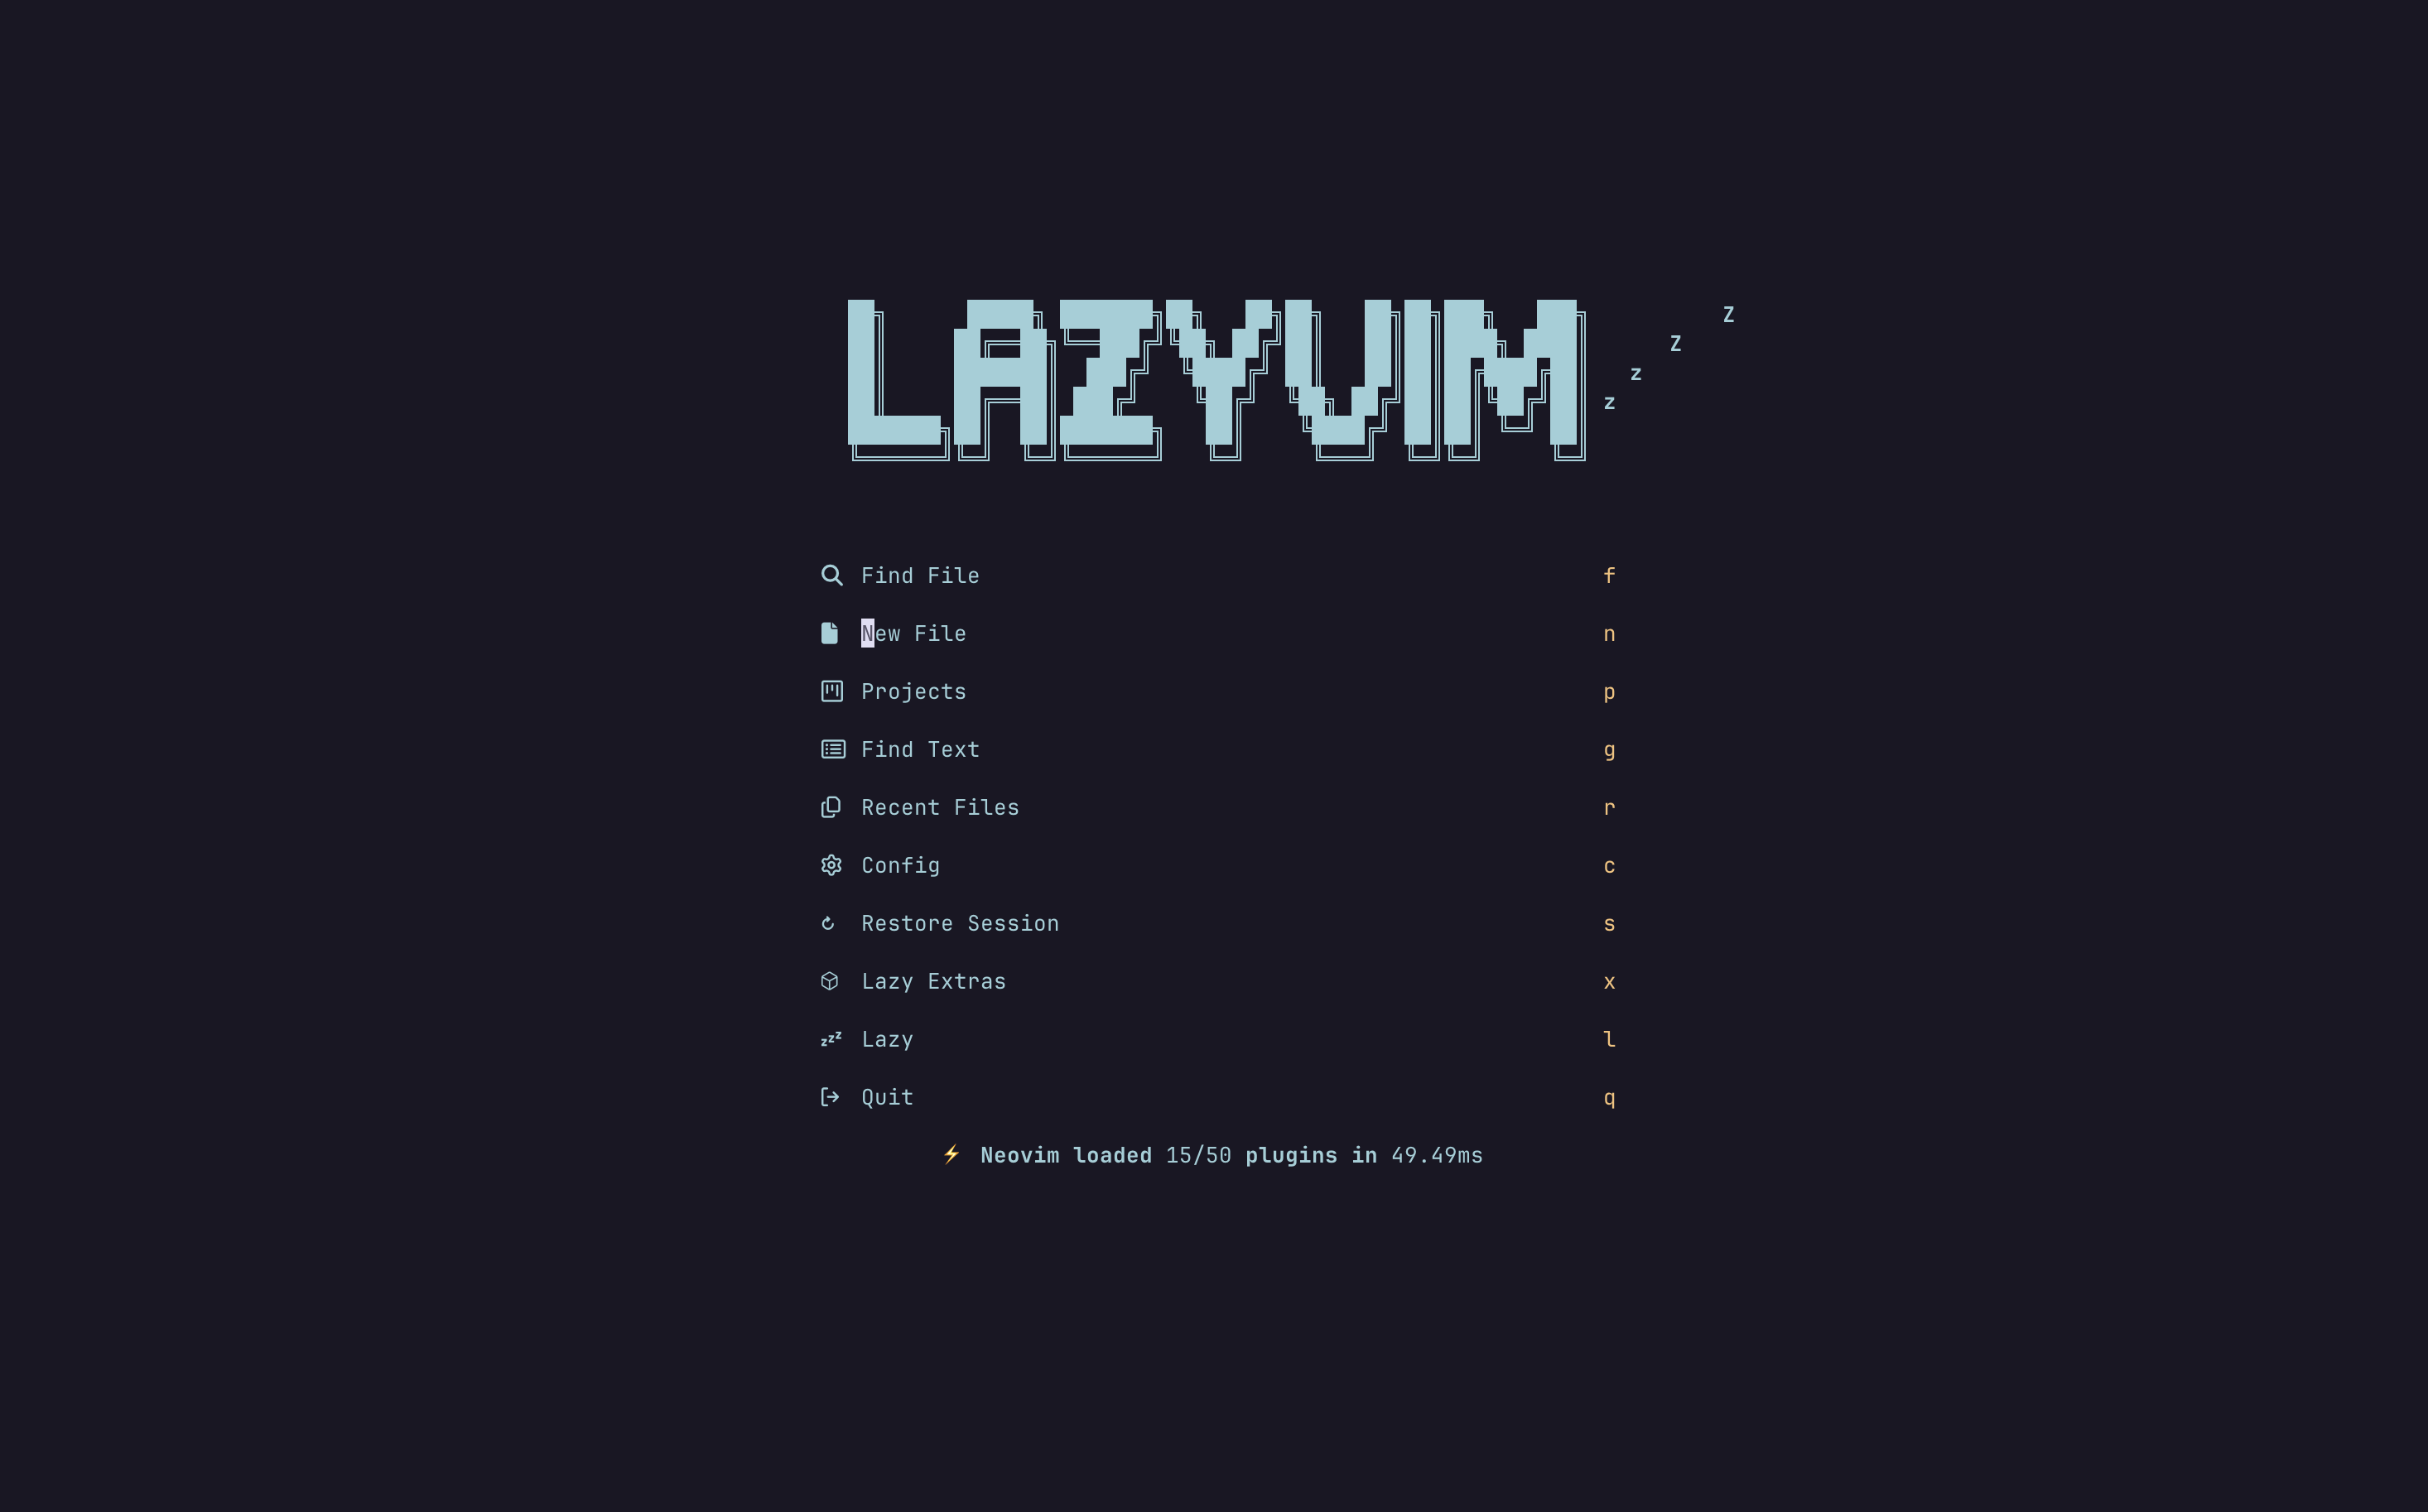 LAZYVIM Z
Z
z
z
Find File f
New File n
Projects p
Find Text g
Recent Files r
Config c
Restore Session s
Lazy Extras x
zzz Lazy l
Quit q
⚡ Neovim loaded 15/50 plugins in 49.49ms